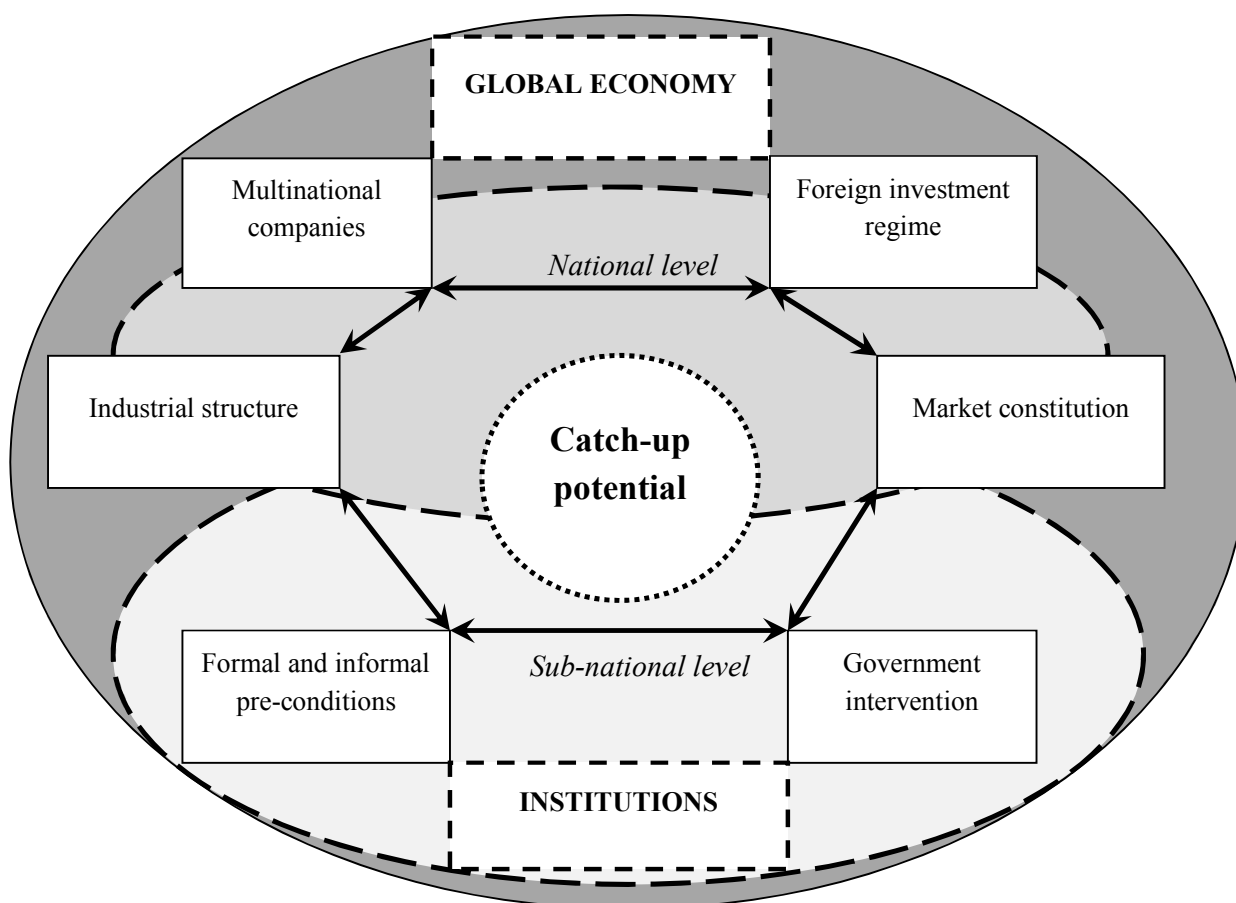 GLOBAL ECONOMY
Multinational
companies
Foreign investment
regime
National level
Industrial structure
Market constitution
Catch-up
potential
Formal and informal
pre-conditions
Sub-national level
Government
intervention
INSTITUTIONS